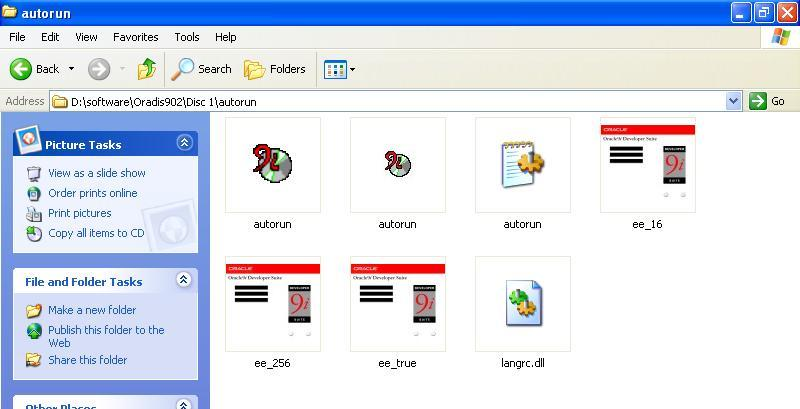 autorun
File Edit View Favorites Tools Help
Back Search Folders
Address D:\software\Oradis902\Disc 1\autorun Go
Picture Tasks
View as a slide show
Order prints online
Print pictures
Copy all items to CD
File and Folder Tasks
Make a new folder
Publish this folder to the
Web
Share this folder
Other Places
9i
autorun
9i
autorun
autorun
ORACLE
Oracle9i Developer Suite
DEVELOPER
9i
SUITE
ee_16
ORACLE
Oracle9i Developer Suite
DEVELOPER
9i
SUITE
ee_256
ORACLE
Oracle9i Developer Suite
DEVELOPER
9i
SUITE
ee_true
langrc.dll